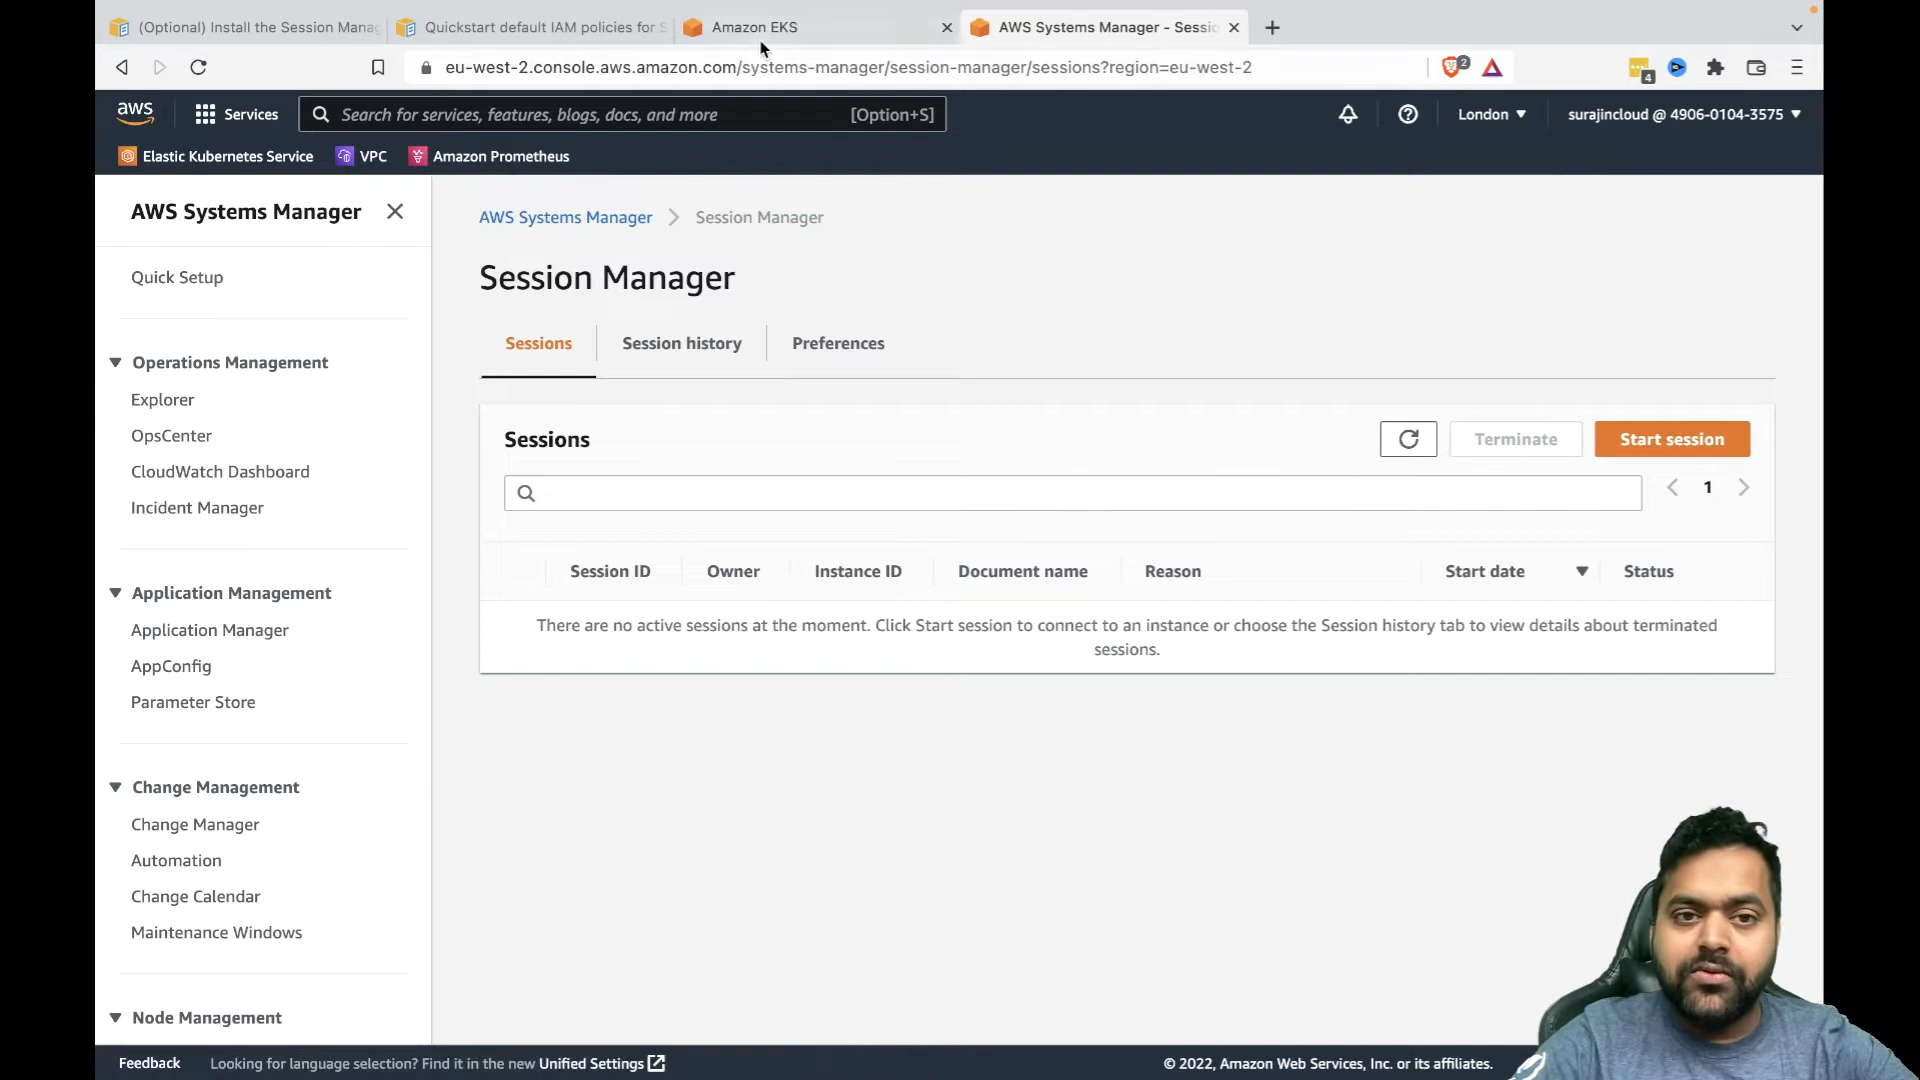 (Optional) Install the Session Manag
Quickstart default IAM policies for S
Amazon EKS
AWS Systems Manager - Sessio
eu-west-2.console.aws.amazon.com/systems-manager/session-manager/sessions?region=eu-west-2
2
4
aws
Services
Search for services, features, blogs, docs, and more
[Option+S]
London
surajincloud @ 4906-0104-3575
Elastic Kubernetes Service
VPC
Amazon Prometheus
AWS Systems Manager
Quick Setup
Operations Management
Explorer
OpsCenter
CloudWatch Dashboard
Incident Manager
Application Management
Application Manager
AppConfig
Parameter Store
Change Management
Change Manager
Automation
Change Calendar
Maintenance Windows
Node Management
AWS Systems Manager
Session Manager
Session Manager
Sessions
Session history
Preferences
Sessions
Terminate
Start session
1
Session ID
Owner
Instance ID
Document name
Reason
Start date
Status
There are no active sessions at the moment. Click Start session to connect to an instance or choose the Session history tab to view details about terminated
sessions.
Feedback
Looking for language selection? Find it in the new Unified Settings
© 2022, Amazon Web Services, Inc. or its affiliates.